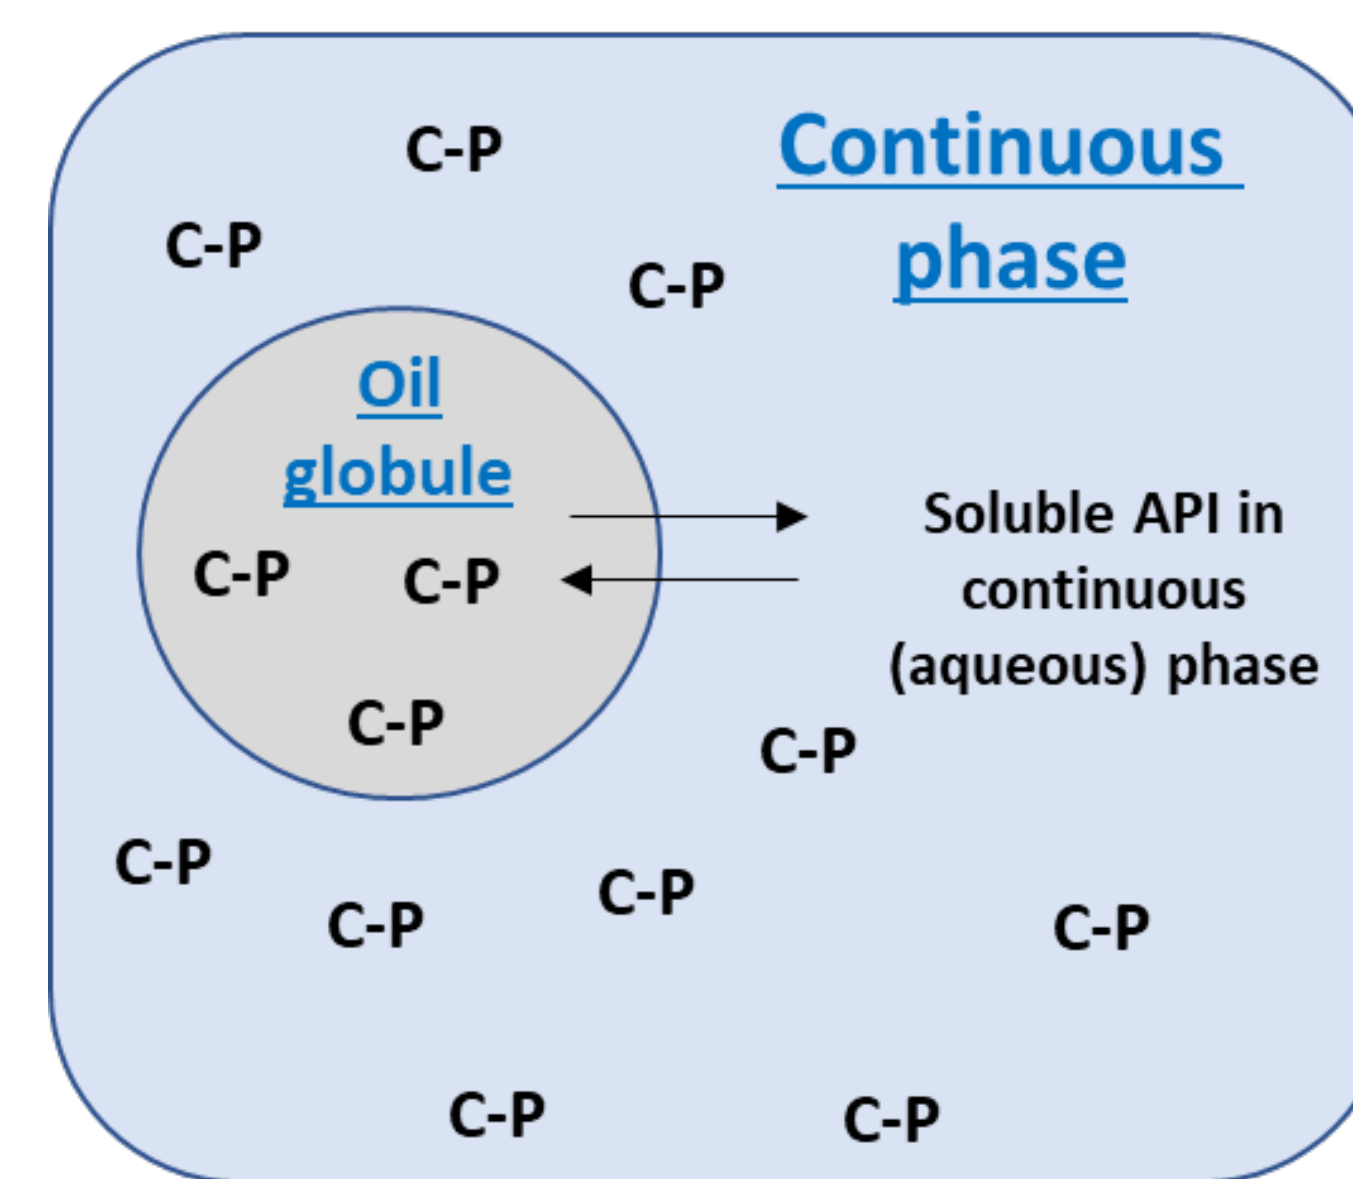 C-P
Continuous
phase
C-P
C-P
Oil
globule
Soluble API in
continuous
(aqueous) phase
C-P
C-P
C-P
C-P
C-P
C-P
C-P
C-P
C-P
C-P